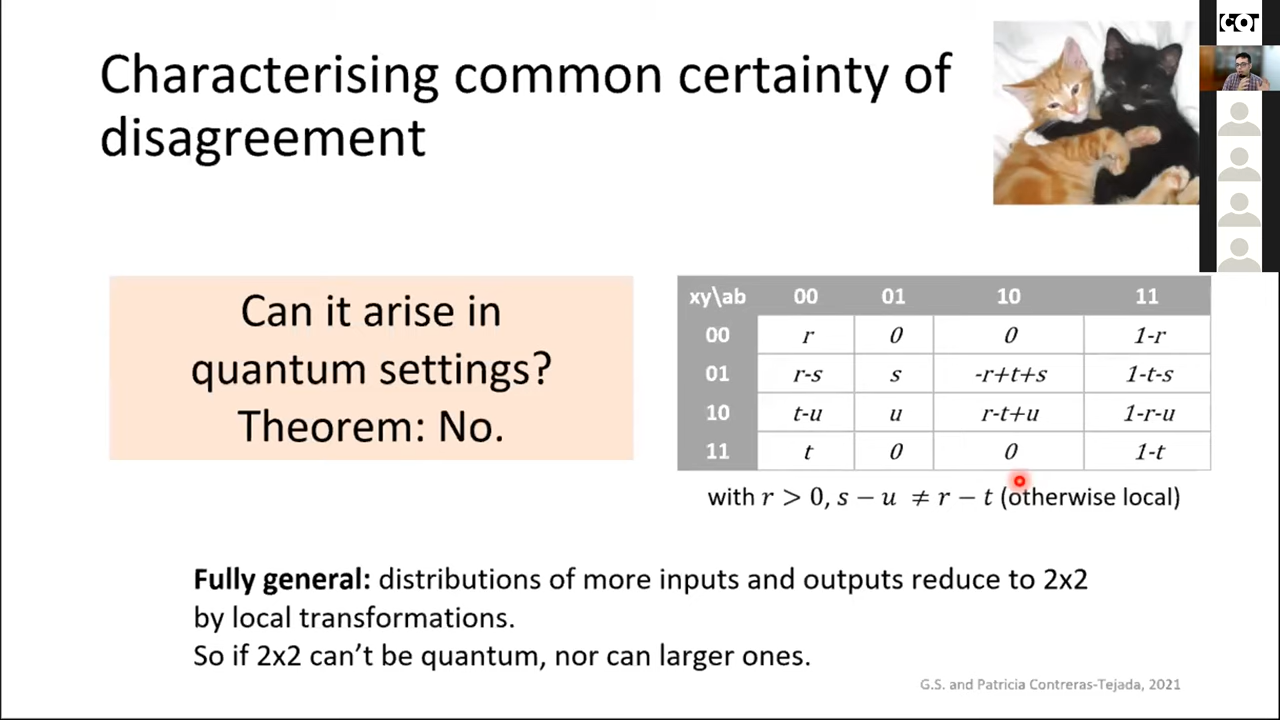 Characterising common certainty of
disagreement
Can it arise in
quantum settings?
Theorem: No.
xy\ab 00 01 10 11
00 r 0 0 1-r
01 r-s s -r+t+s 1-t-s
10 t-u u r-t+u 1-r-u
11 t 0 0 1-t
with r > 0, s − u ≠ r − t (otherwise local)
Fully general: distributions of more inputs and outputs reduce to 2x2
by local transformations.
So if 2x2 can’t be quantum, nor can larger ones.
G.S. and Patricia Contreras-Tejada, 2021